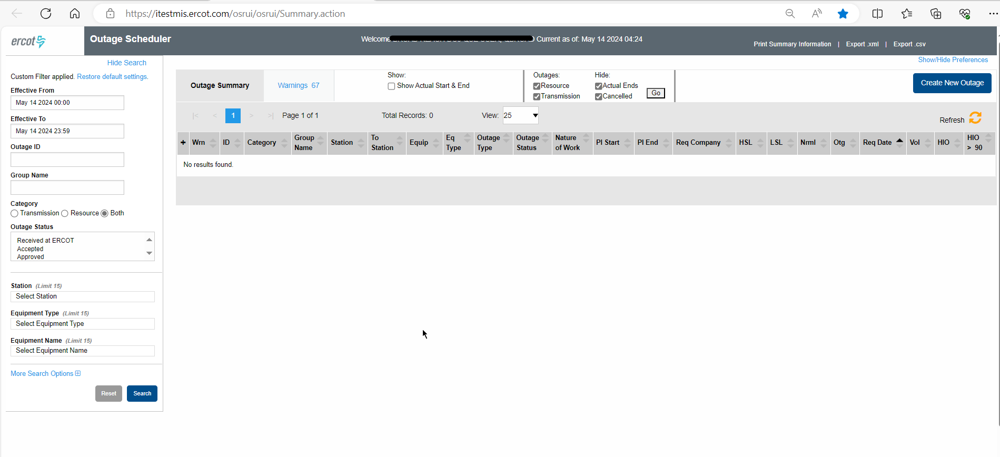 https://itestmis.ercot.com/osrui/osrui/Summary.action
ercot
Outage Scheduler
Welcome
Current as of: May 14 2024 04:24
Print Summary Information | Export .xml | Export .csv
Hide Search
Show/Hide Preferences
Custom Filter applied. Restore default settings.
Effective From
May 14 2024 00:00
Effective To
May 14 2024 23:59
Outage ID
Group Name
Category
Transmission Resource Both
Outage Status
Received at ERCOT
Accepted
Approved
Station (Limit 15)
Select Station
Equipment Type (Limit 15)
Select Equipment Type
Equipment Name (Limit 15)
Select Equipment Name
More Search Options
Reset Search
Outage Summary
Warnings 67
Show:
Show Actual Start & End
Outages:
Resource
Transmission
Hide:
Actual Ends
Cancelled
Go
Create New Outage
|< < 1 > >| Page 1 of 1 Total Records: 0 View: 25
Refresh
+ Wrn ID Category Group Name Station To Station Equip Eq Type Outage Type Outage Status Nature of Work Pl Start Pl End Req Company HSL LSL Nrml Otg Req Date Vol HIO HIO > 90
No results found.